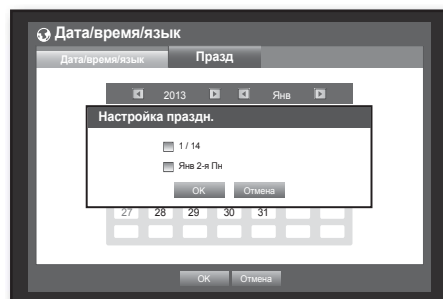 Дата/время/язык
Дата/время/язык Празд
2013 Янв
Настройка праздн.
1 / 14
Янв 2-я Пн
OK Отмена
27 28 29 30 31
OK Отмена